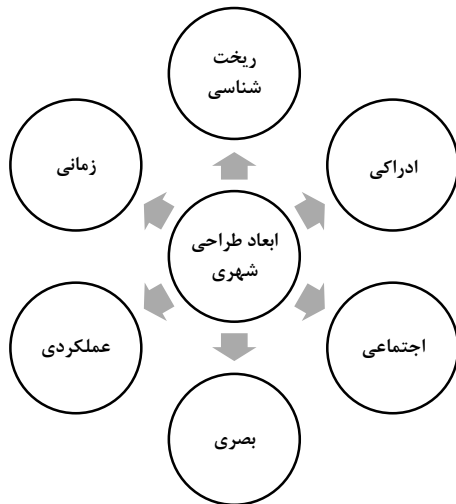 ریخت
شناسی
ادراکی
اجتماعی
بصری
عملکردی
زمانی
ابعاد طراحی
شهری